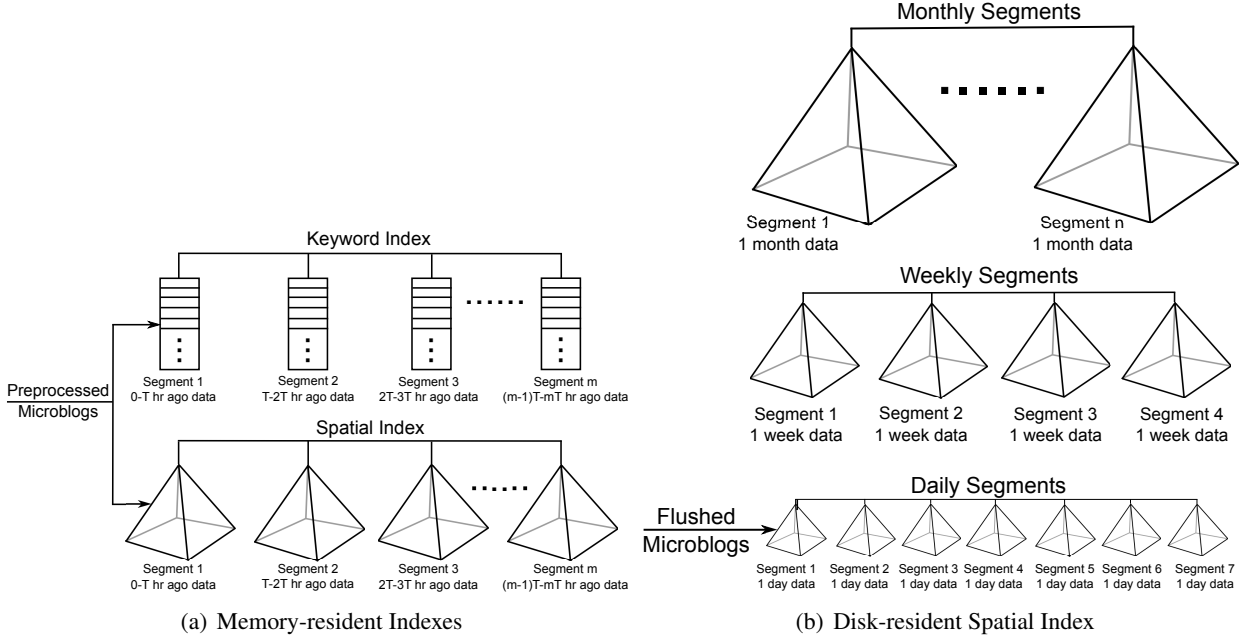 Keyword Index
Segment 1
0-T hr ago data
Segment 2
T-2T hr ago data
Segment 3
2T-3T hr ago data
Segment m
(m-1)T-mT hr ago data
Preprocessed
Microblogs
Spatial Index
Segment 1
0-T hr ago data
Segment 2
T-2T hr ago data
Segment 3
2T-3T hr ago data
Segment m
(m-1)T-mT hr ago data
(a) Memory-resident Indexes
Monthly Segments
Segment 1
1 month data
Segment n
1 month data
Weekly Segments
Segment 1
1 week data
Segment 2
1 week data
Segment 3
1 week data
Segment 4
1 week data
Daily Segments
Flushed
Microblogs
Segment 1
1 day data
Segment 2
1 day data
Segment 3
1 day data
Segment 4
1 day data
Segment 5
1 day data
Segment 6
1 day data
Segment 7
1 day data
(b) Disk-resident Spatial Index